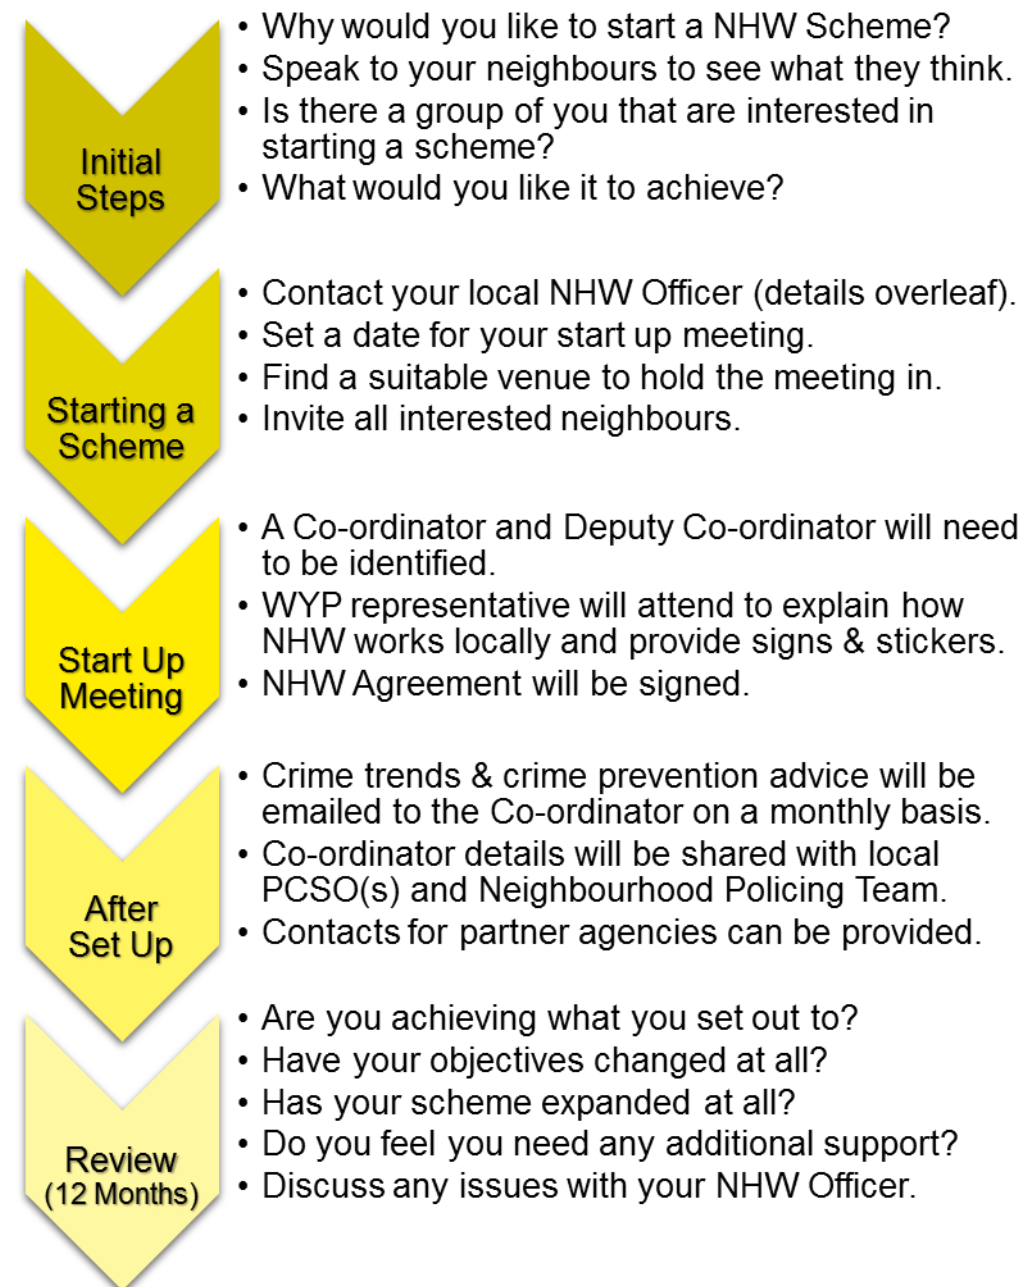 Initial
Steps
• Why would you like to start a NHW Scheme?
• Speak to your neighbours to see what they think.
• Is there a group of you that are interested in
starting a scheme?
• What would you like it to achieve?
Starting a
Scheme
• Contact your local NHW Officer (details overleaf).
• Set a date for your start up meeting.
• Find a suitable venue to hold the meeting in.
• Invite all interested neighbours.
Start Up
Meeting
• A Co-ordinator and Deputy Co-ordinator will need
to be identified.
• WYP representative will attend to explain how
NHW works locally and provide signs & stickers.
• NHW Agreement will be signed.
After
Set Up
• Crime trends & crime prevention advice will be
emailed to the Co-ordinator on a monthly basis.
• Co-ordinator details will be shared with local
PCSO(s) and Neighbourhood Policing Team.
• Contacts for partner agencies can be provided.
Review
(12 Months)
• Are you achieving what you set out to?
• Have your objectives changed at all?
• Has your scheme expanded at all?
• Do you feel you need any additional support?
• Discuss any issues with your NHW Officer.